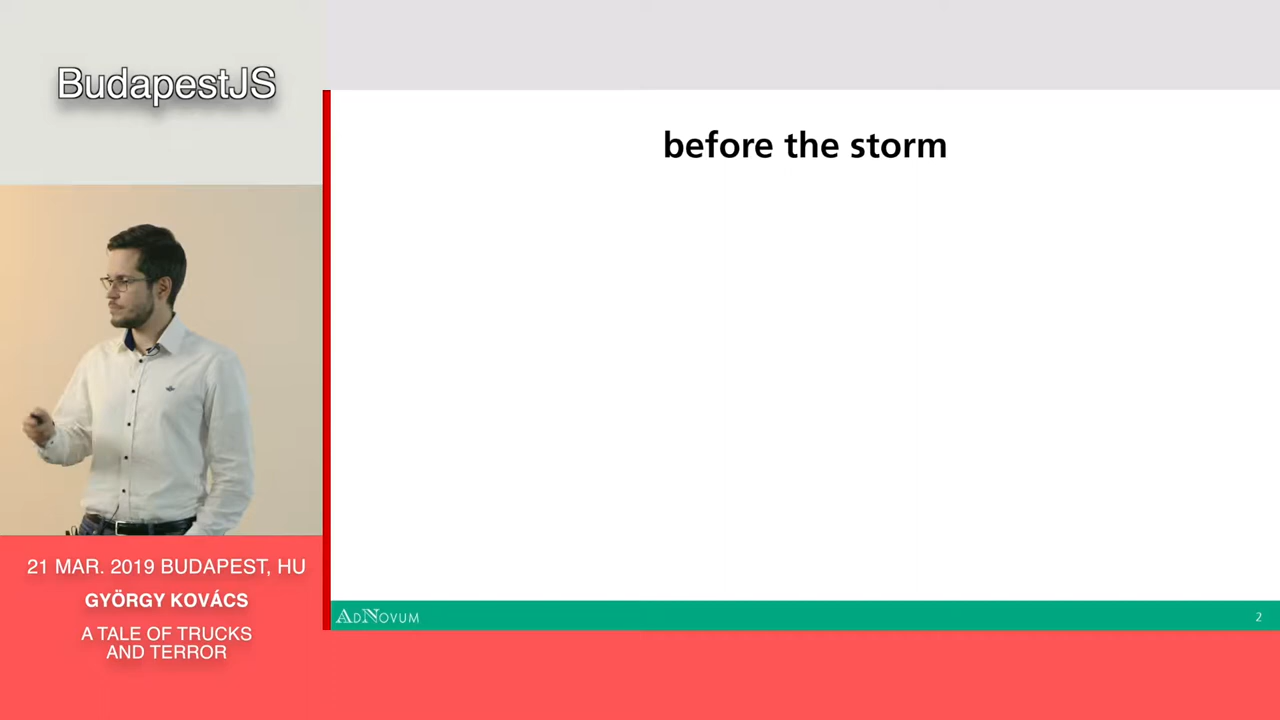 BudapestJS
before the storm
21 MAR. 2019 BUDAPEST, HU
GYÖRGY KOVÁCS
A TALE OF TRUCKS
AND TERROR
ADNOVUM
2